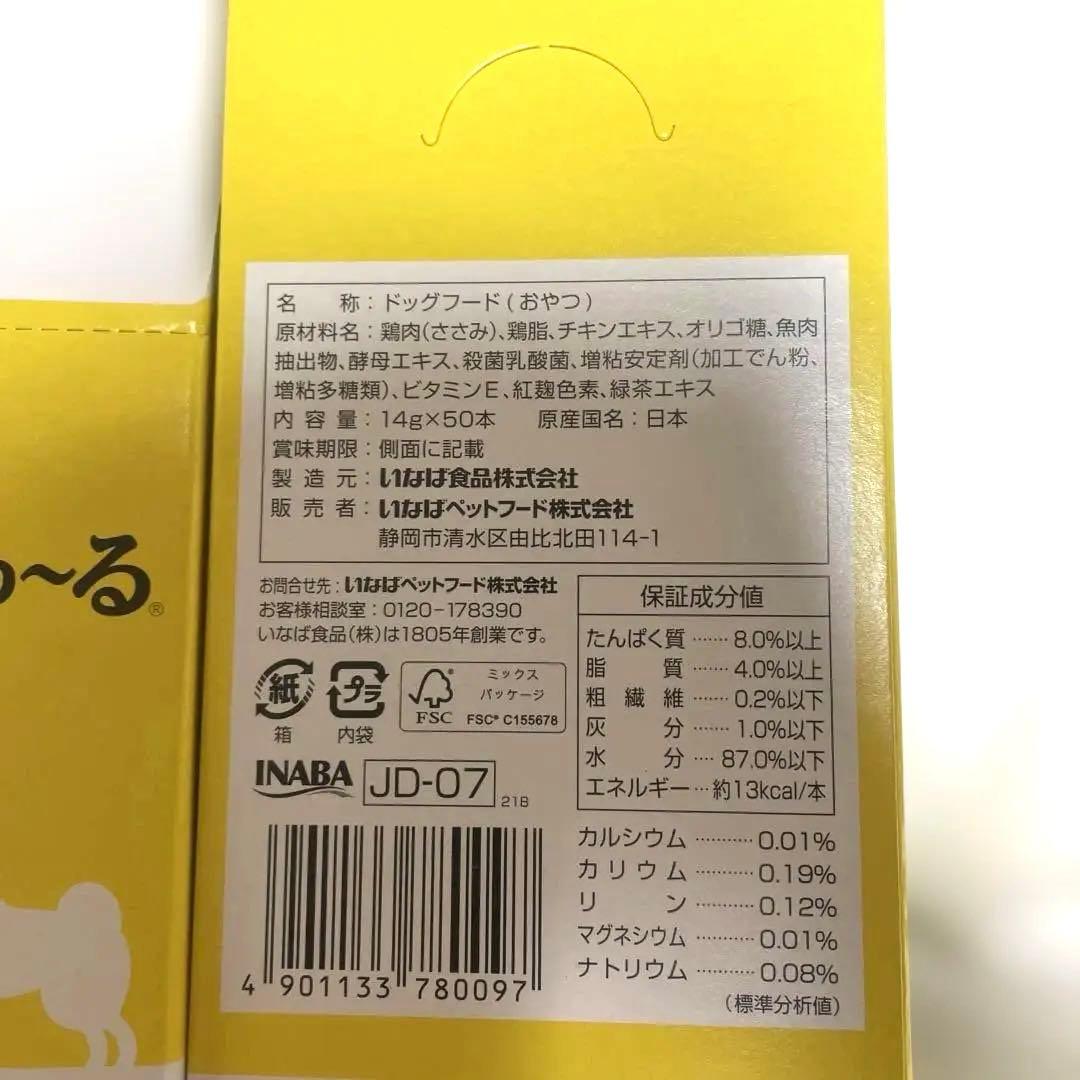 名称：ドッグフード(おやつ)
原材料名：鶏肉(ささみ)､鶏脂､チキンエキス､オリゴ糖､魚肉
抽出物､酵母エキス､殺菌乳酸菌､増粘安定剤(加工でん粉､
増粘多糖類)､ビタミンE､紅麹色素､緑茶エキス
内容量：14g×50本 原産国名：日本
賞味期限：側面に記載
製造元：いなば食品株式会社
販売者：いなばペットフード株式会社
静岡市清水区由比北田114-1
お問合せ先：いなばペットフード株式会社
お客様相談室：0120-178390
いなば食品(株)は1805年創業です。
紙
箱
プラ
内袋
FSC
ミックス
パッケージ
FSC® C155678
INABA
JD-07
21B
4 901133 780097
保証成分値
たんぱく質……8.0%以上
脂質……4.0%以上
粗繊維……0.2%以下
灰分……1.0%以下
水分…87.0%以下
エネルギー…約13kcal/本
カルシウム………0.01%
カリウム………0.19%
リン………0.12%
マグネシウム………0.01%
ナトリウム………0.08%
(標準分析値)
～る®